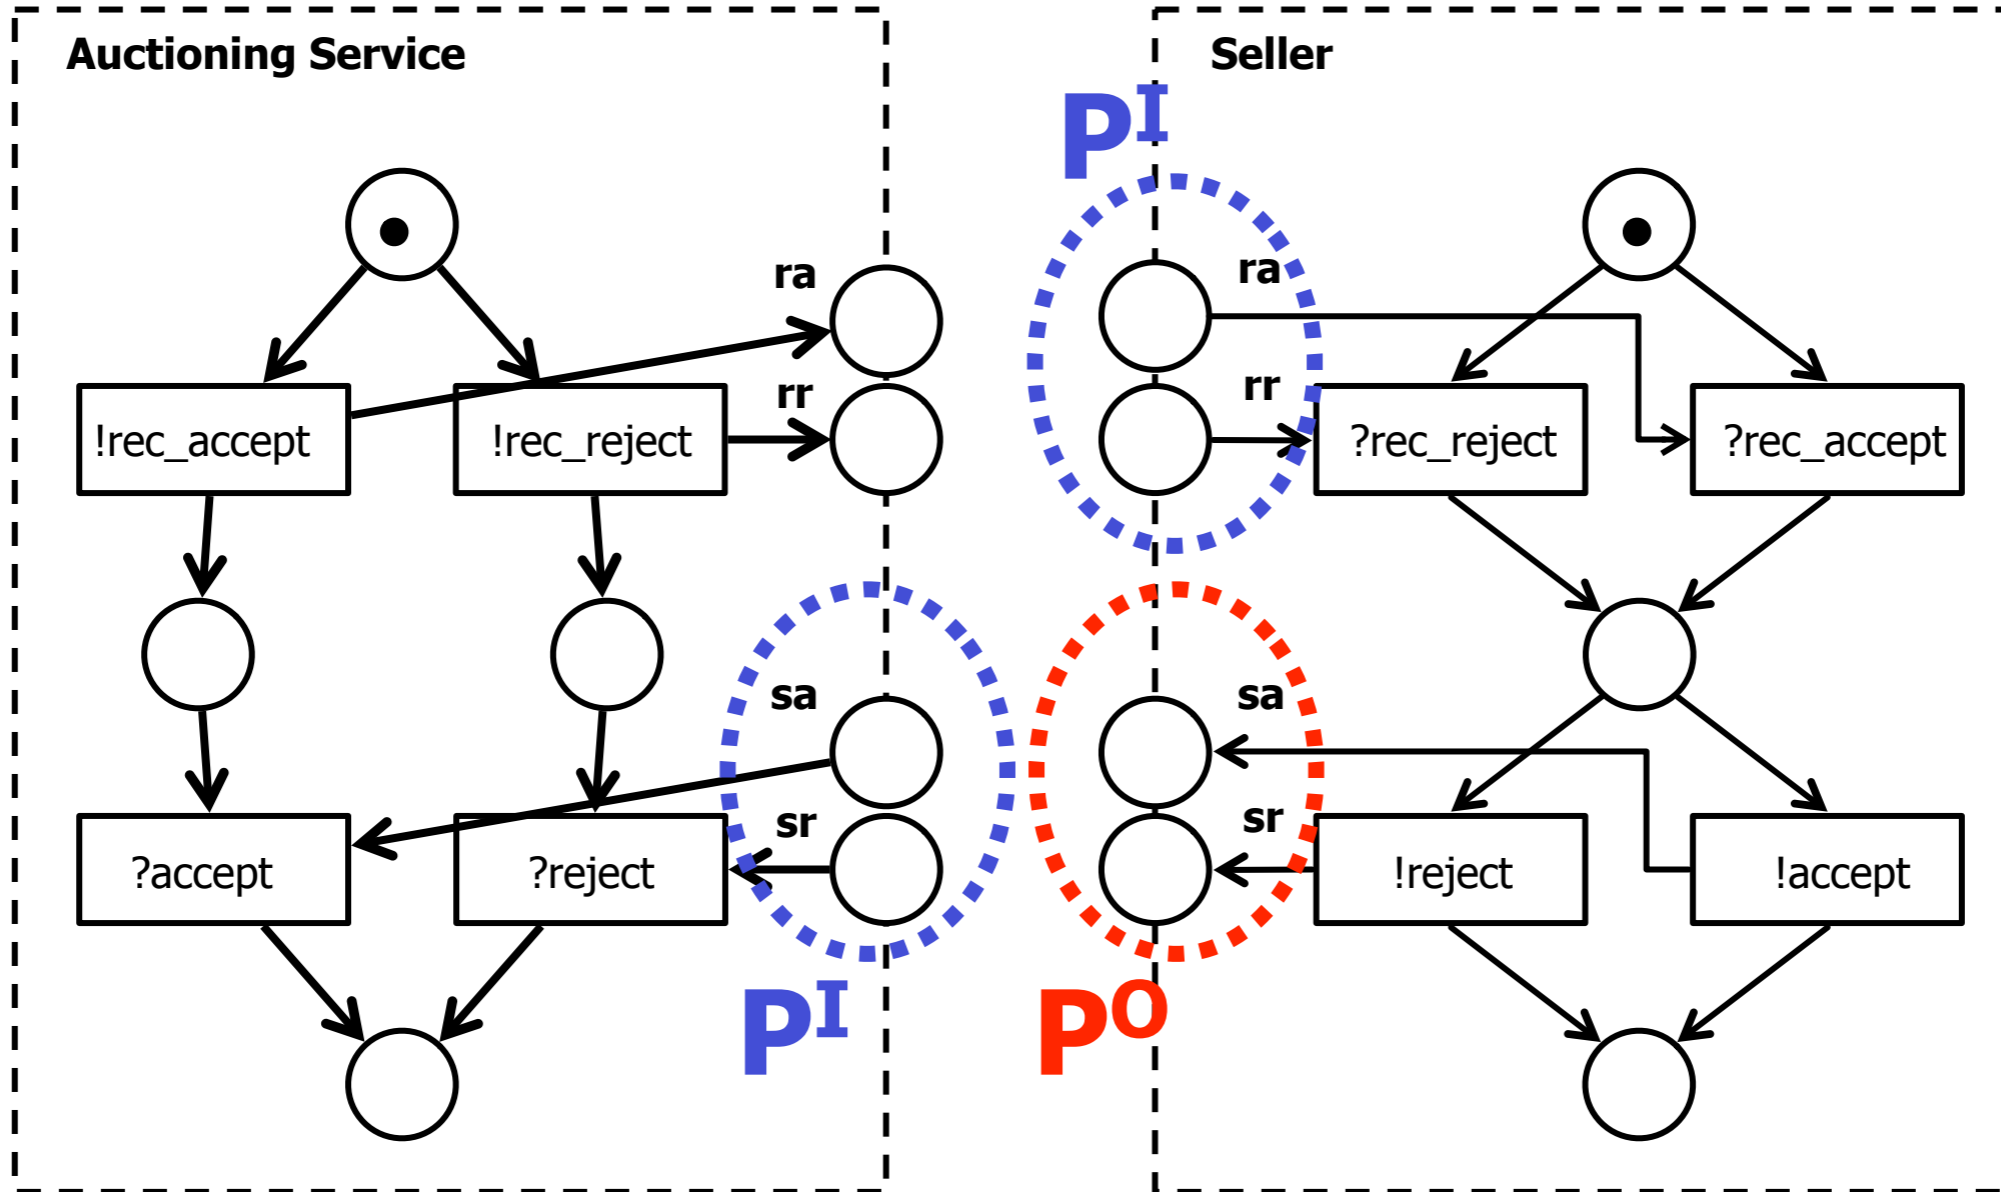 Auctioning Service
Seller
P^I
ra
ra
rr
rr
!rec_accept
!rec_reject
?rec_reject
?rec_accept
sa
sa
sr
sr
?accept
?reject
!reject
!accept
P^I
P^O